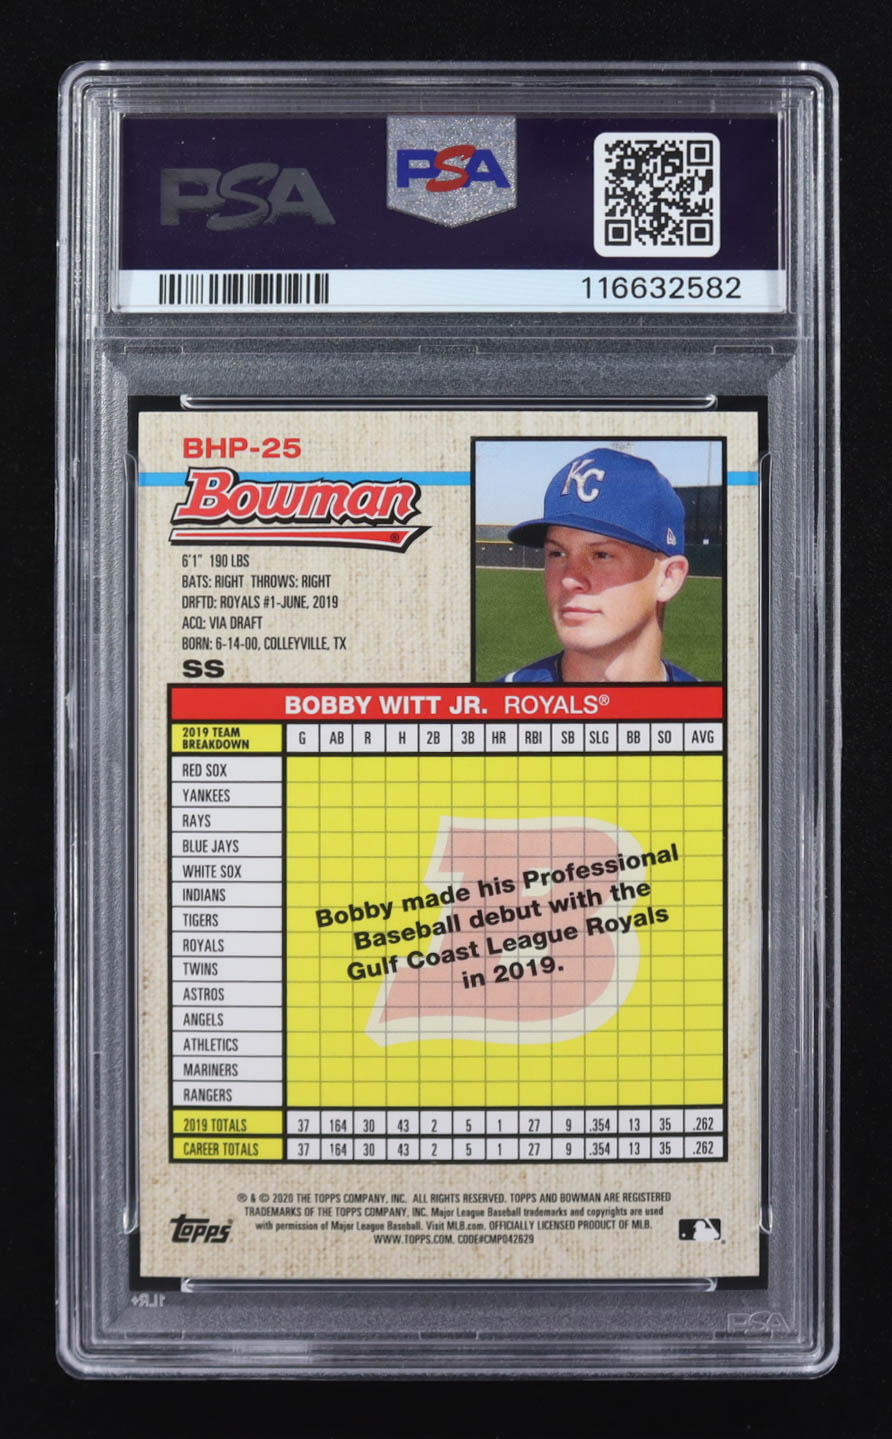 PSA
PSA
116632582
BHP-25
Bowman®
6'1" 190 LBS
BATS: RIGHT THROWS: RIGHT
DRFTD: ROYALS #1-JUNE, 2019
ACQ: VIA DRAFT
BORN: 6-14-00, COLLEYVILLE, TX
SS
KC
BOBBY WITT JR. ROYALS®
2019 TEAM BREAKDOWN G AB R H 2B 3B HR RBI SB SLG BB SO AVG
RED SOX
YANKEES
RAYS
BLUE JAYS
WHITE SOX
INDIANS
TIGERS
ROYALS
TWINS
ASTROS
ANGELS
ATHLETICS
MARINERS
RANGERS
B
Bobby made his Professional
Baseball debut with the
Gulf Coast League Royals
in 2019.
2019 TOTALS 37 164 30 43 2 5 1 27 9 .354 13 35 .262
CAREER TOTALS 37 164 30 43 2 5 1 27 9 .354 13 35 .262
® & © 2020 THE TOPPS COMPANY, INC. ALL RIGHTS RESERVED. TOPPS AND BOWMAN ARE REGISTERED
TRADEMARKS OF THE TOPPS COMPANY, INC. Major League Baseball trademarks and copyrights are used
with permission of Major League Baseball. Visit MLB.com. OFFICIALLY LICENSED PRODUCT OF MLB.
WWW.TOPPS.COM. CODE#CMP042629
topps
1LR+
PSA